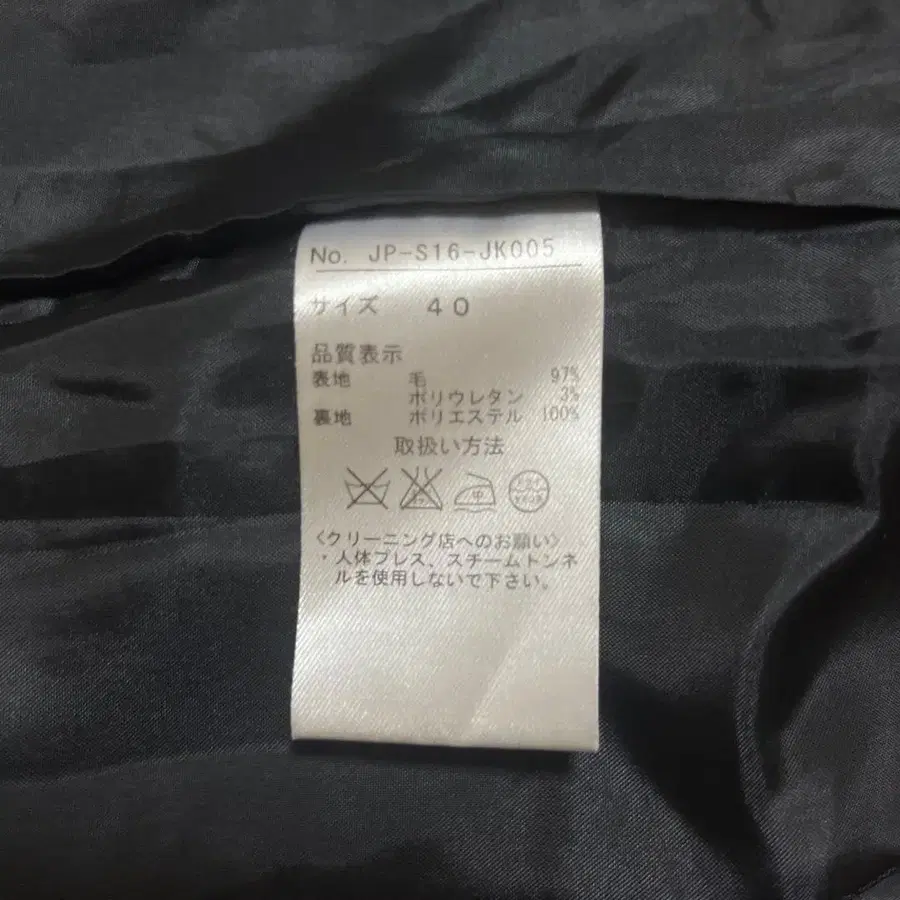 No. JP-S16-JK005
サイズ 40
品質表示
表地 毛 97%
ポリウレタン 3%
裏地 ポリエステル 100%
取扱い方法
中
〈クリーニング店へのお願い〉
・人体プレス、スチームトンネ
ルを使用しないで下さい。